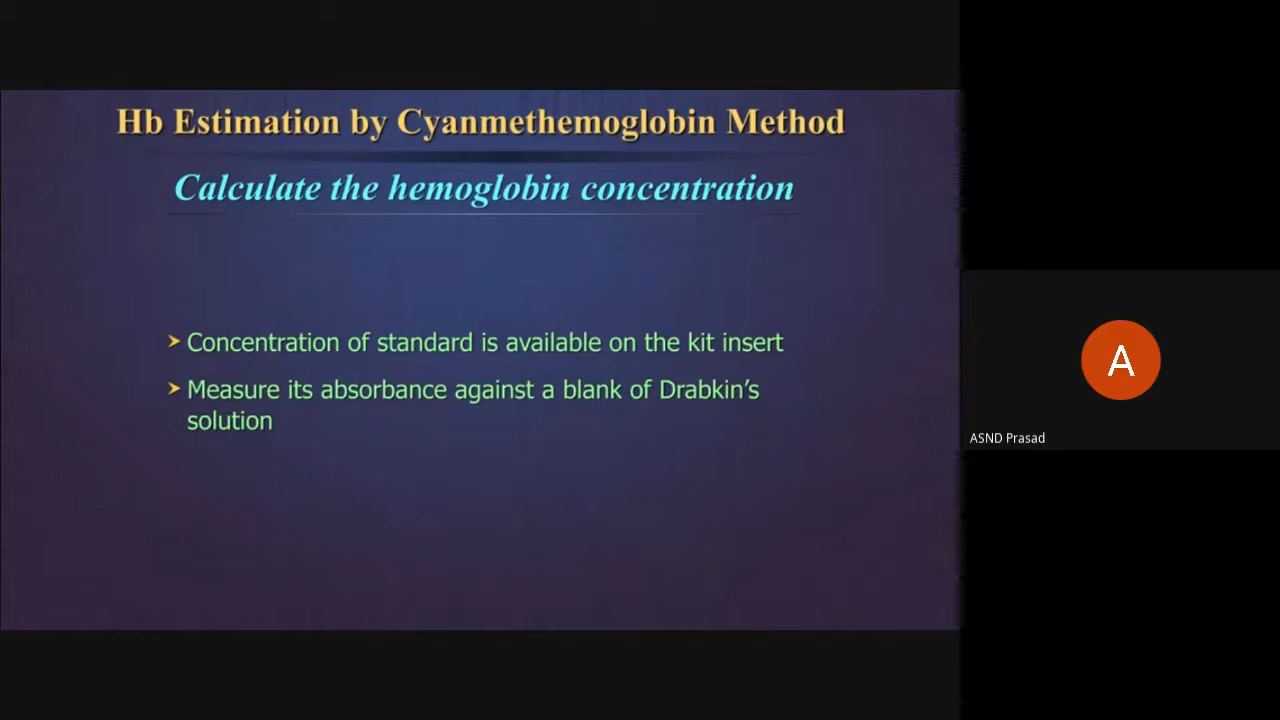 Hb Estimation by Cyanmethemoglobin Method
Calculate the hemoglobin concentration
➤ Concentration of standard is available on the kit insert
➤ Measure its absorbance against a blank of Drabkin’s
solution
A
ASND Prasad